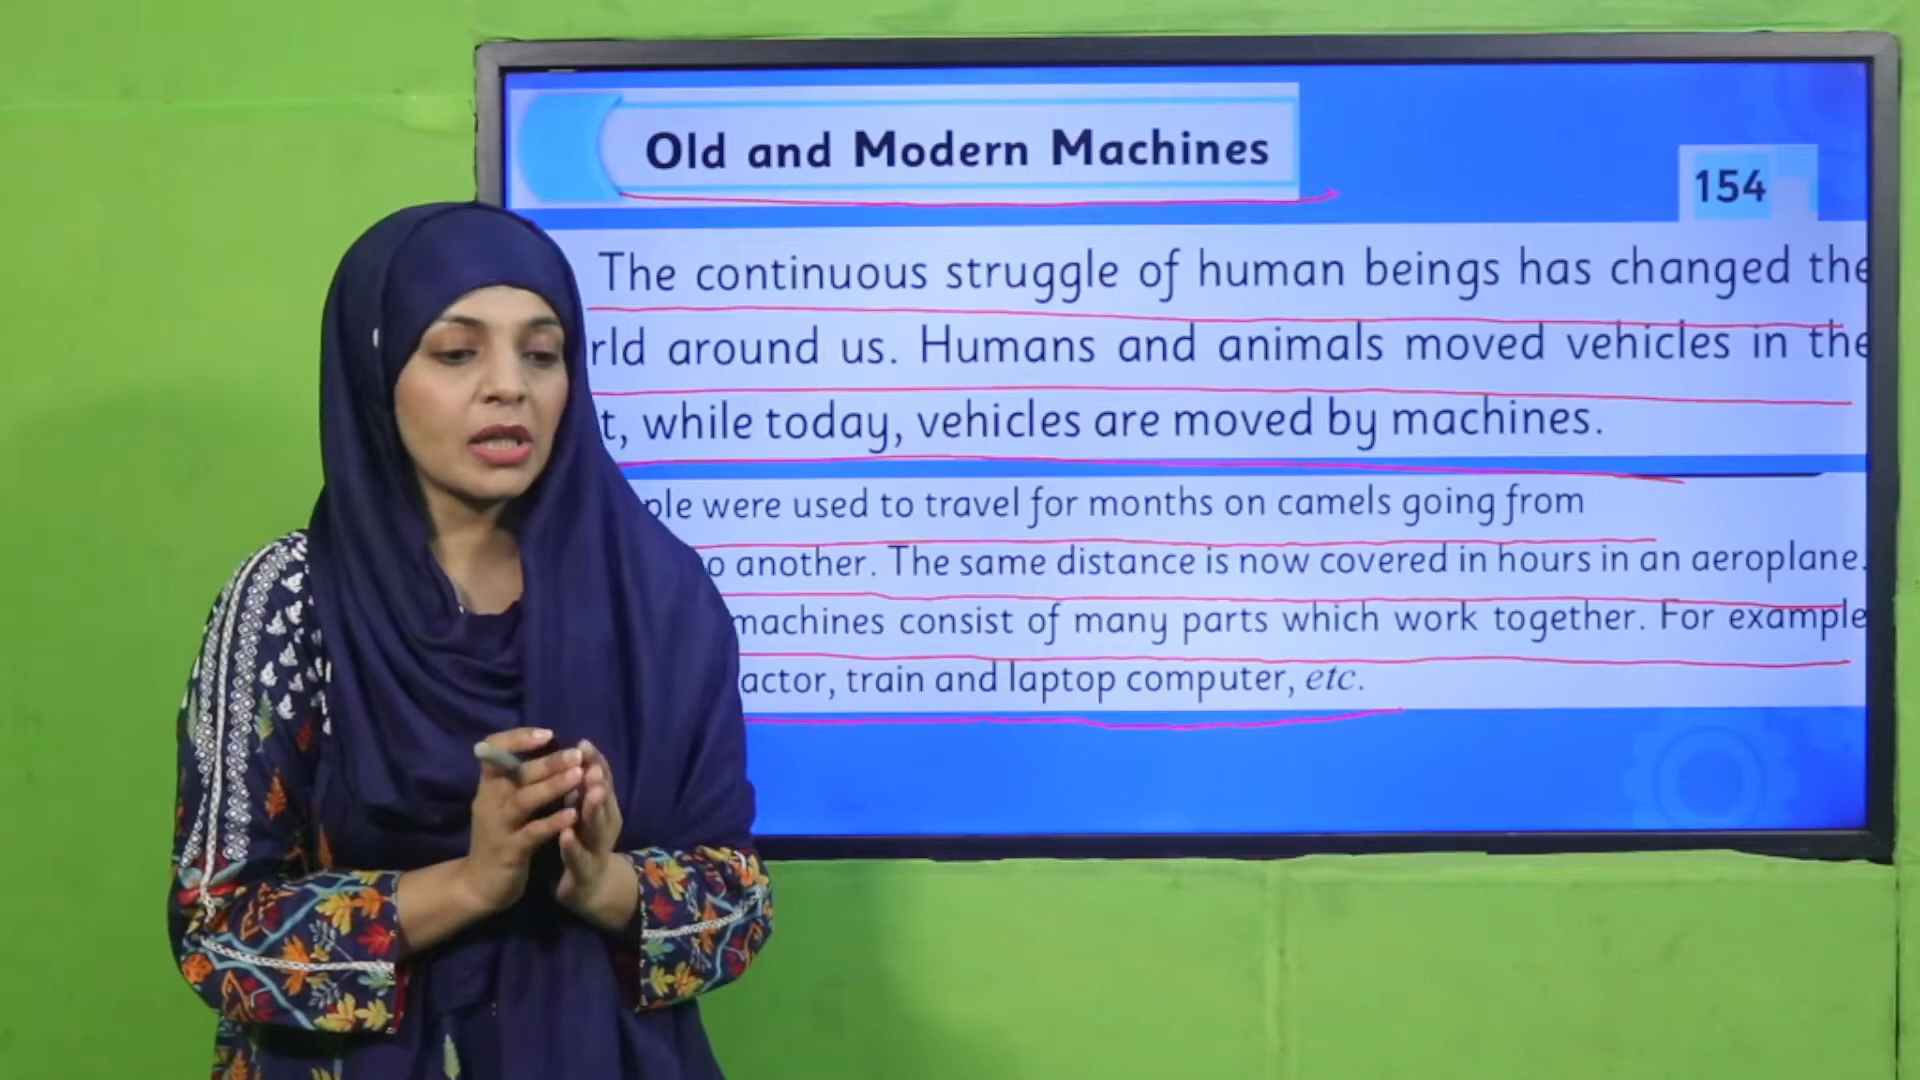 Old and Modern Machines
154
The continuous struggle of human beings has changed the
around us. Humans and animals moved vehicles in the
while today, vehicles are moved by machines.
were used to travel for months on camels going from
another. The same distance is now covered in hours in an aeroplane.
machines consist of many parts which work together. For example
train and laptop computer, etc.